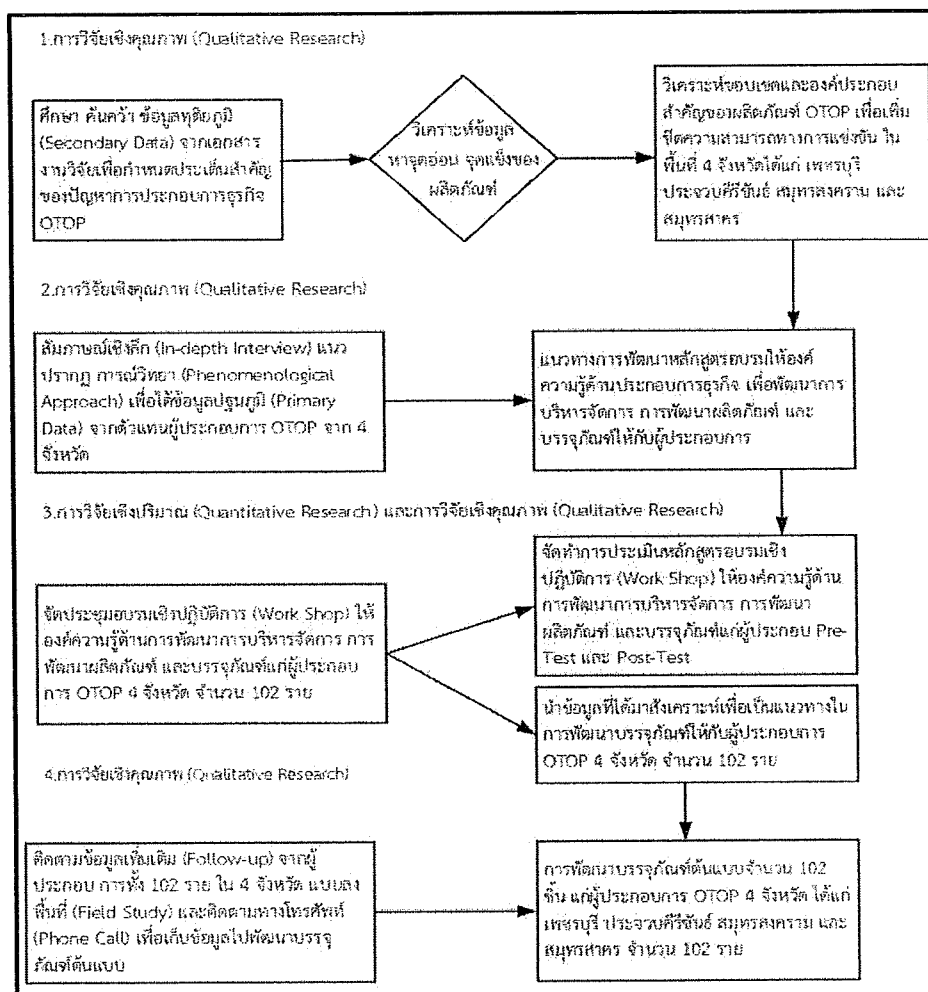 1.การวิจัยเชิงคุณภาพ (Qualitative Research)
ศึกษา ค้นคว้า ข้อมูลทุติยภูมิ
(Secondary Data) จากเอกสาร
งานวิจัยเพื่อกำหนดประเด็นสำคัญ
ของปัญหาการประกอบการธุรกิจ
OTOP
วิเคราะห์ข้อมูล
หาจุดอ่อน จุดแข็งของ
ผลิตภัณฑ์
วิเคราะห์ขอบเขตและองค์ประกอบ
สำคัญของผลิตภัณฑ์ OTOP เพื่อเพิ่ม
ขีดความสามารถทางการแข่งขัน ใน
พื้นที่ 4 จังหวัดได้แก่ เพชรบุรี
ประจวบคีรีขันธ์ สมุทรสงคราม และ
สมุทรสาคร
2.การวิจัยเชิงคุณภาพ (Qualitative Research)
สัมภาษณ์เชิงลึก (In-depth Interview) แนว
ปรากฏ การณ์วิทยา (Phenomenological
Approach) เพื่อได้ข้อมูลปฐมภูมิ (Primary
Data) จากตัวแทนผู้ประกอบการ OTOP จาก 4
จังหวัด
แนวทางการพัฒนาหลักสูตรอบรมให้องค์
ความรู้ด้านประกอบการธุรกิจ เพื่อพัฒนาการ
บริหารจัดการ การพัฒนาผลิตภัณฑ์ และ
บรรจุภัณฑ์ให้กับผู้ประกอบการ
3.การวิจัยเชิงปริมาณ (Quantitative Research) และการวิจัยเชิงคุณภาพ (Qualitative Research)
จัดประชุมอบรมเชิงปฏิบัติการ (Work Shop) ให้
องค์ความรู้ด้านการพัฒนาการบริหารจัดการ การ
พัฒนาผลิตภัณฑ์ และบรรจุภัณฑ์แก่ผู้ประกอบ
การ OTOP 4 จังหวัด จำนวน 102 ราย
จัดทำการประเมินหลักสูตรอบรมเชิง
ปฏิบัติการ (Work Shop) ให้องค์ความรู้ด้าน
การพัฒนาการบริหารจัดการ การพัฒนา
ผลิตภัณฑ์ และบรรจุภัณฑ์แก่ผู้ประกอบ Pre-
Test และ Post-Test
นำข้อมูลที่ได้มาสังเคราะห์เพื่อเป็นแนวทางใน
การพัฒนาบรรจุภัณฑ์ให้กับผู้ประกอบการ
OTOP 4 จังหวัด จำนวน 102 ราย
4.การวิจัยเชิงคุณภาพ (Qualitative Research)
ติดตามข้อมูลเพิ่มเติม (Follow-up) จากผู้
ประกอบ การทั้ง 102 ราย ใน 4 จังหวัด แบบลง
พื้นที่ (Field Study) และติดตามทางโทรศัพท์
(Phone Call) เพื่อเก็บข้อมูลไปพัฒนาบรรจุ
ภัณฑ์ต้นแบบ
การพัฒนาบรรจุภัณฑ์ต้นแบบจำนวน 102
ชิ้น แก่ผู้ประกอบการ OTOP 4 จังหวัด ได้แก่
เพชรบุรี ประจวบคีรีขันธ์ สมุทรสงคราม และ
สมุทรสาคร จำนวน 102 ราย